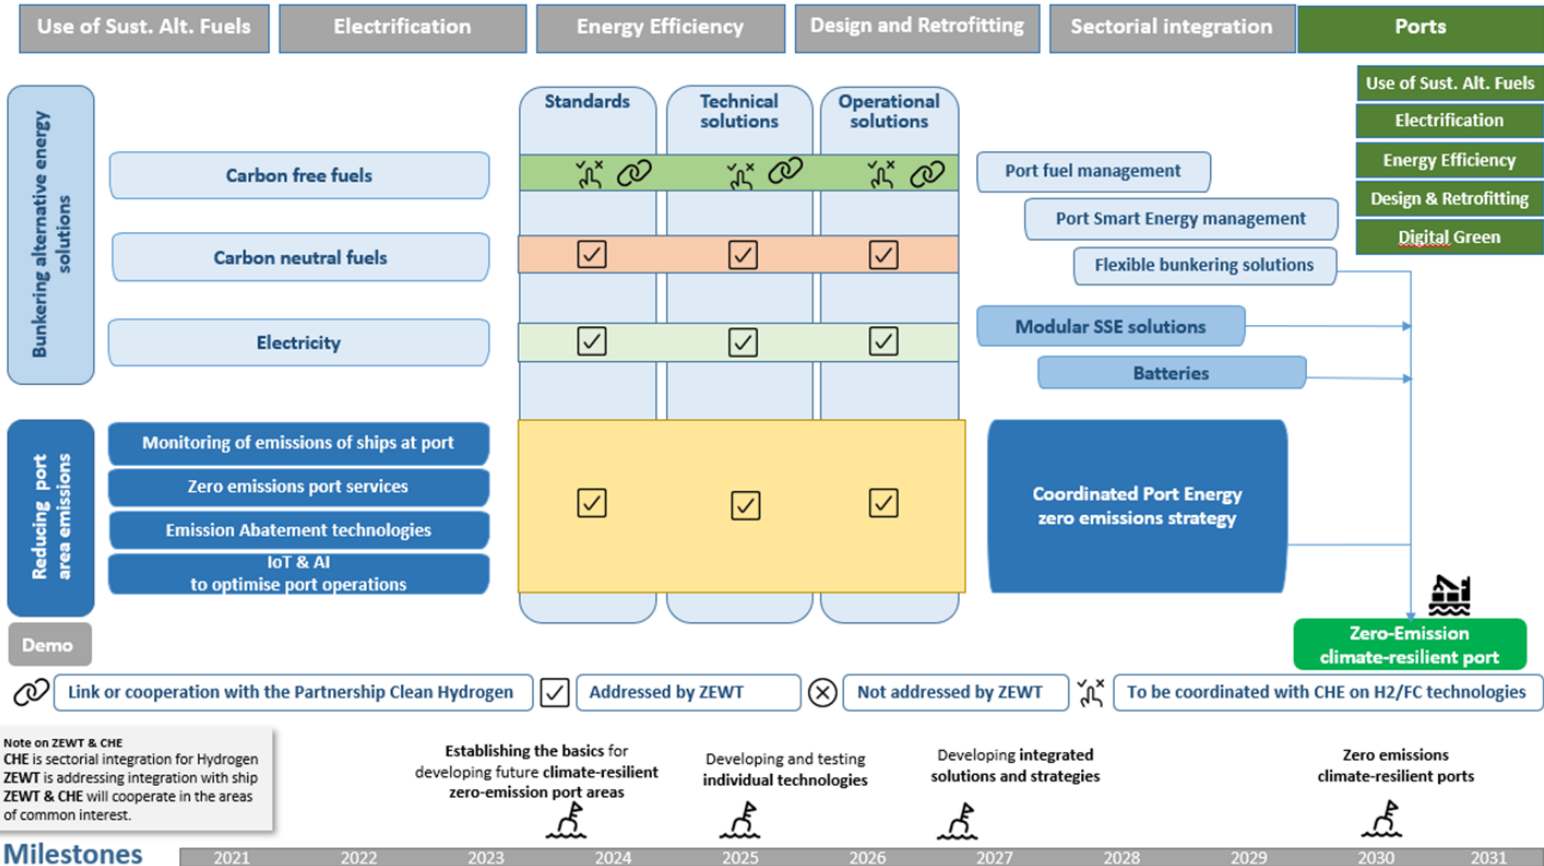 Use of Sust. Alt. Fuels
Electrification
Energy Efficiency
Design and Retrofitting
Sectorial integration
Ports
Use of Sust. Alt. Fuels
Electrification
Energy Efficiency
Design & Retrofitting
Digital Green
Bunkering alternative energy
solutions
Standards
Technical
solutions
Operational
solutions
Carbon free fuels
Port fuel management
Port Smart Energy management
Carbon neutral fuels
Flexible bunkering solutions
Electricity
Modular SSE solutions
Batteries
Reducing port
area emissions
Monitoring of emissions of ships at port
Zero emissions port services
Emission Abatement technologies
IoT & AI
to optimise port operations
Coordinated Port Energy
zero emissions strategy
Demo
Zero-Emission
climate-resilient port
Link or cooperation with the Partnership Clean Hydrogen
Addressed by ZEWT
Not addressed by ZEWT
To be coordinated with CHE on H2/FC technologies
Note on ZEWT & CHE
CHE is sectorial integration for Hydrogen
ZEWT is addressing integration with ship
ZEWT & CHE will cooperate in the areas
of common interest.
Establishing the basics for
developing future climate-resilient
zero-emission port areas
Developing and testing
individual technologies
Developing integrated
solutions and strategies
Zero emissions
climate-resilient ports
Milestones
2021
2022
2023
2024
2025
2026
2027
2028
2029
2030
2031